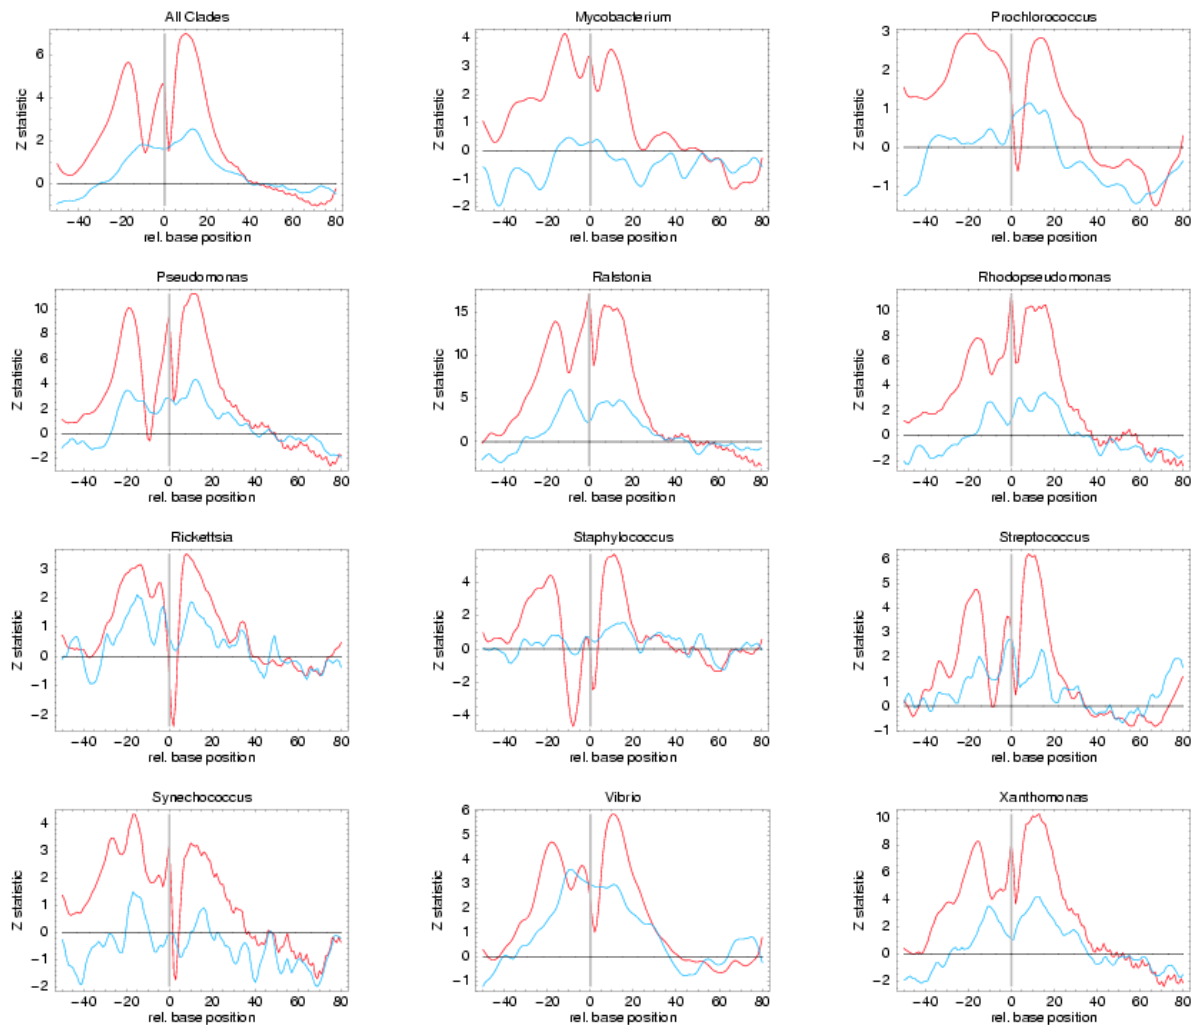 All Clades
Z statistic
6
4
2
0
−40 −20 0 20 40 60 80
rel. base position
Mycobacterium
Z statistic
4
3
2
1
0
−1
−2
−40 −20 0 20 40 60 80
rel. base position
Prochlorococcus
Z statistic
3
2
1
0
−1
−40 −20 0 20 40 60 80
rel. base position
Pseudomonas
Z statistic
10
8
6
4
2
0
−2
−40 −20 0 20 40 60 80
rel. base position
Ralstonia
Z statistic
15
10
5
0
−40 −20 0 20 40 60 80
rel. base position
Rhodopseudomonas
Z statistic
10
8
6
4
2
0
−2
−40 −20 0 20 40 60 80
rel. base position
Rickettsia
Z statistic
3
2
1
0
−1
−2
−40 −20 0 20 40 60 80
rel. base position
Staphylococcus
Z statistic
4
2
0
−2
−4
−40 −20 0 20 40 60 80
rel. base position
Streptococcus
Z statistic
6
5
4
3
2
1
0
−1
−40 −20 0 20 40 60 80
rel. base position
Synechococcus
Z statistic
4
3
2
1
0
−1
−2
−40 −20 0 20 40 60 80
rel. base position
Vibrio
Z statistic
6
5
4
3
2
1
0
−1
−40 −20 0 20 40 60 80
rel. base position
Xanthomonas
Z statistic
10
8
6
4
2
0
−2
−40 −20 0 20 40 60 80
rel. base position